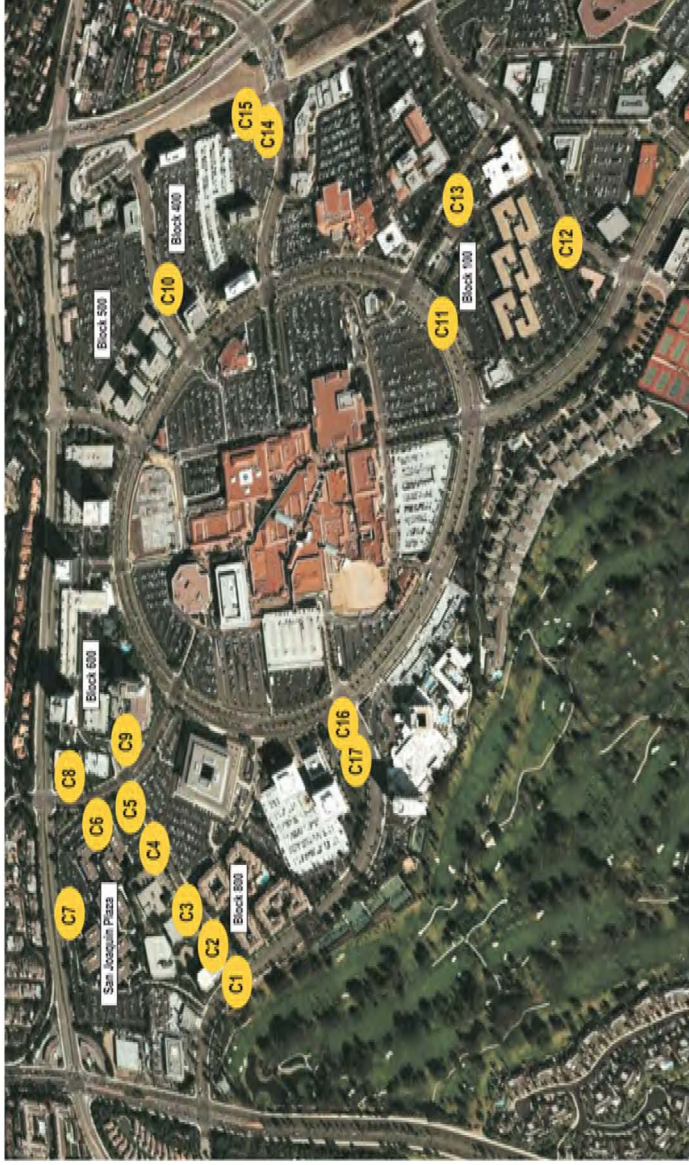 C7
C8
C6
Block 600
Block 500
San Joaquin Plaza
C9
C5
C4
C10
Block 400
C3
C2
C1
Block 800
C15
C14
C16
C17
C11
C13
Block 100
C12